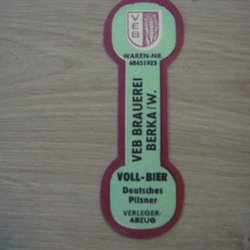 VEB
WAREN-NR.
68451923
VEB BRAUEREI
BERKA/W.
VOLL-BIER
Deutsches
Pilsner
VERLEGER-
ABZUG